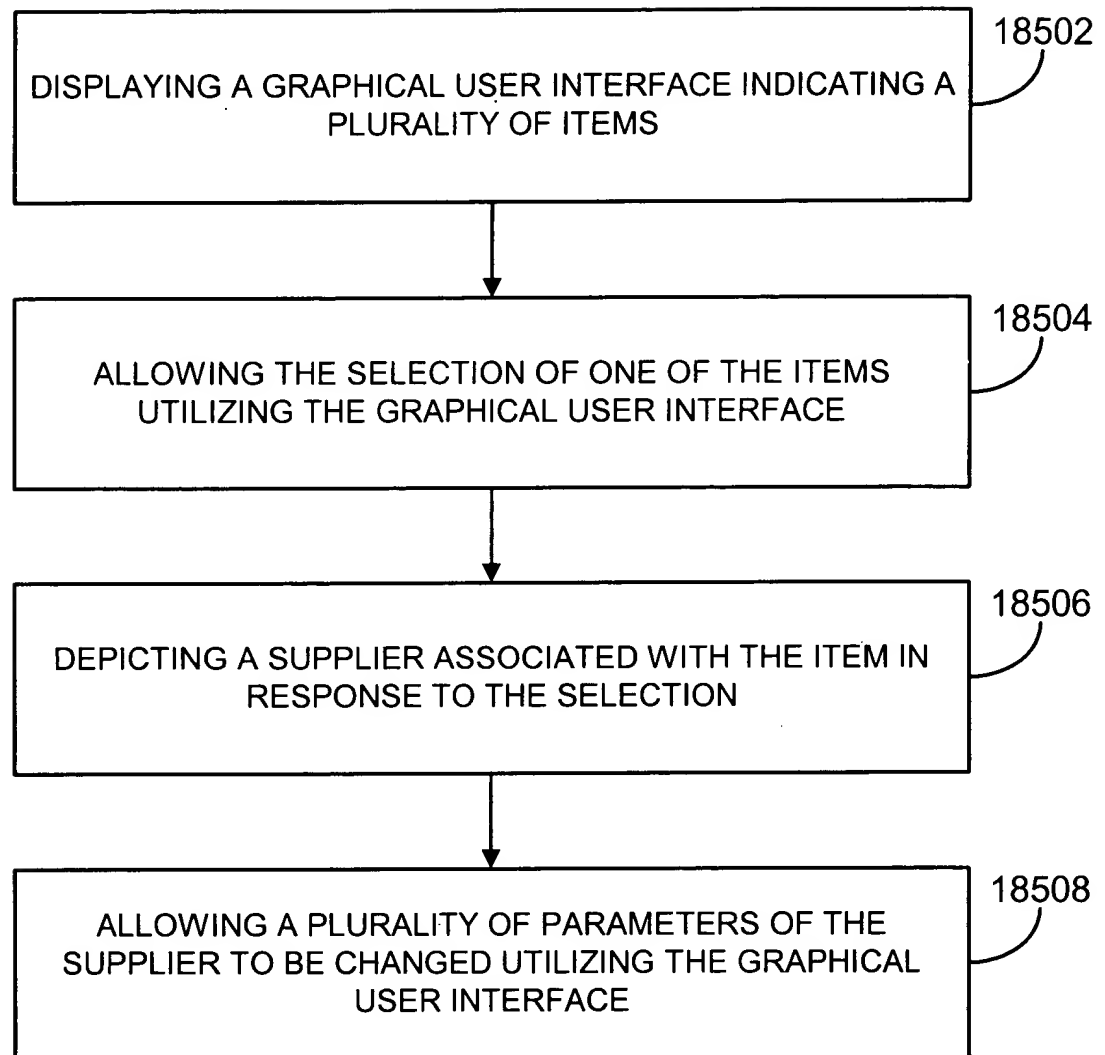 18502
DISPLAYING A GRAPHICAL USER INTERFACE INDICATING A
PLURALITY OF ITEMS
18504
ALLOWING THE SELECTION OF ONE OF THE ITEMS
UTILIZING THE GRAPHICAL USER INTERFACE
18506
DEPICTING A SUPPLIER ASSOCIATED WITH THE ITEM IN
RESPONSE TO THE SELECTION
18508
ALLOWING A PLURALITY OF PARAMETERS OF THE
SUPPLIER TO BE CHANGED UTILIZING THE GRAPHICAL
USER INTERFACE